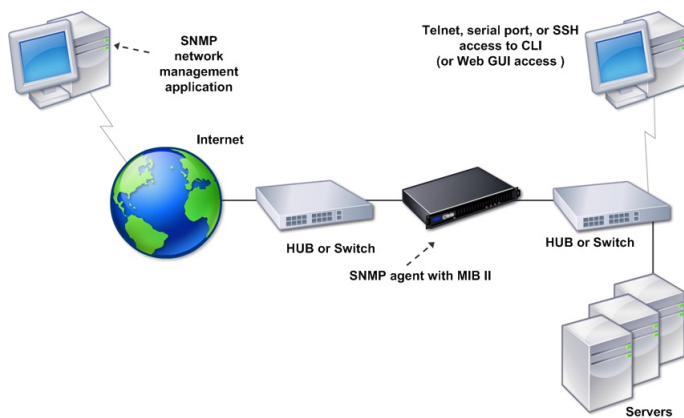 SNMP
network
management
application
Telnet, serial port, or SSH
access to CLI
(or Web GUI access )
Internet
HUB or Switch
HUB or Switch
SNMP agent with MIB II
Servers